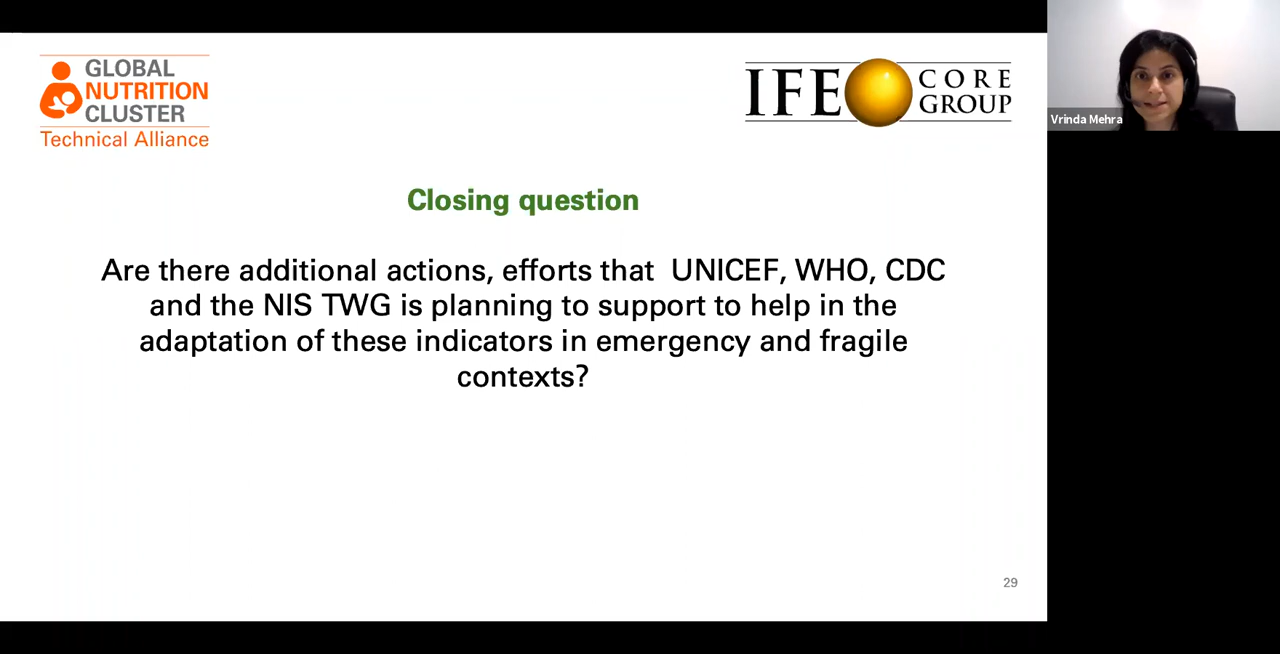 GLOBAL
NUTRITION
CLUSTER
Technical Alliance
IFE CORE
GROUP
Vrinda Mehra
Closing question
Are there additional actions, efforts that UNICEF, WHO, CDC
and the NIS TWG is planning to support to help in the
adaptation of these indicators in emergency and fragile
contexts?
29